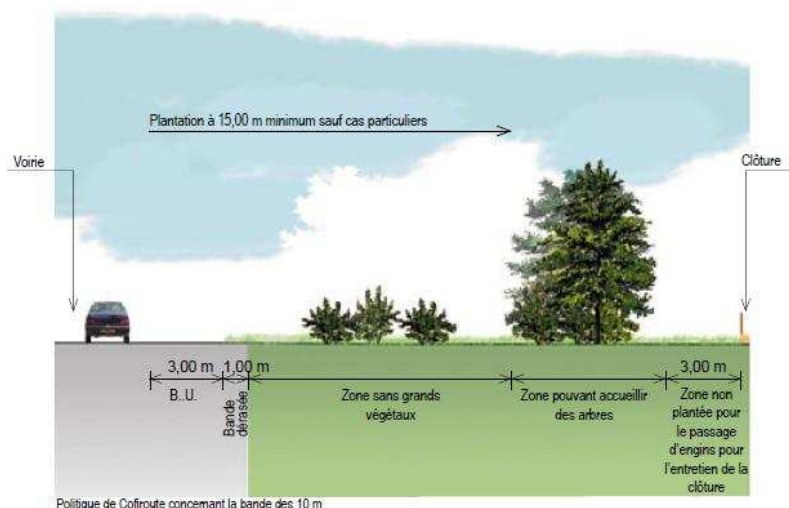 Plantation à 15,00 m minimum sauf cas particuliers
Voirie
Clôture
3,00 m
1,00 m
3,00 m
B..U.
Bande
dérasée
Zone sans grands
végétaux
Zone pouvant accueillir
des arbres
Zone non
plantée pour
le passage
d'engins pour
l'entretien de la
clôture
Politique de Cofiroute concernant la bande des 10 m